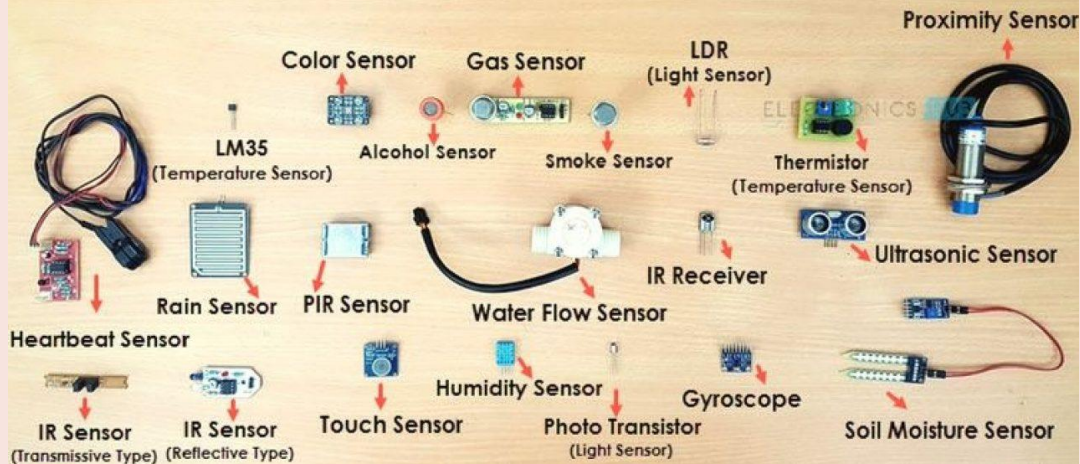 Proximity Sensor
Color Sensor
Gas Sensor
LDR
(Light Sensor)
ELECTRONICS HUB
Alcohol Sensor
Smoke Sensor
LM35
(Temperature Sensor)
Thermistor
(Temperature Sensor)
Ultrasonic Sensor
IR Receiver
Rain Sensor
PIR Sensor
Water Flow Sensor
Heartbeat Sensor
Humidity Sensor
Gyroscope
Touch Sensor
Photo Transistor
(Light Sensor)
Soil Moisture Sensor
IR Sensor
(Transmissive Type)
IR Sensor
(Reflective Type)